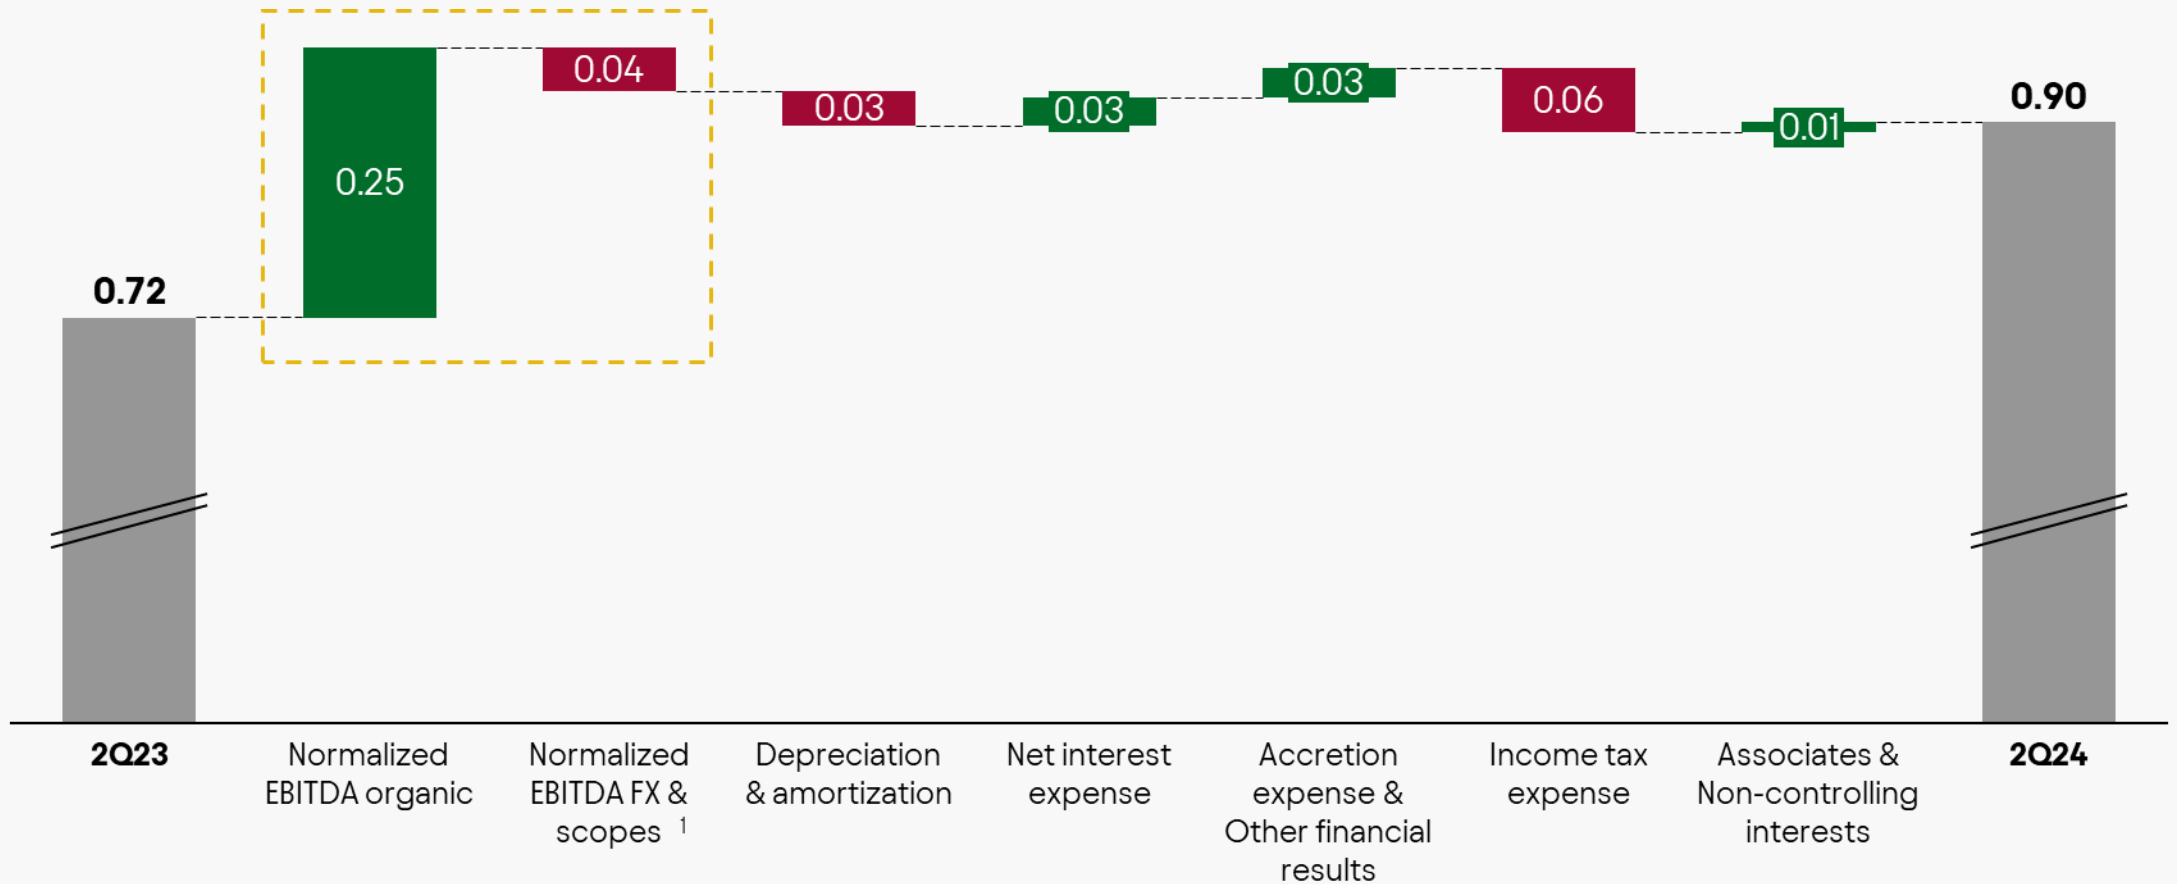 0.72
0.25
0.04
0.03
0.03
0.03
0.06
0.01
0.90
2Q23
Normalized
EBITDA organic
Normalized
EBITDA FX &
scopes 1
Depreciation
& amortization
Net interest
expense
Accretion
expense &
Other financial
results
Income tax
expense
Associates &
Non-controlling
interests
2Q24